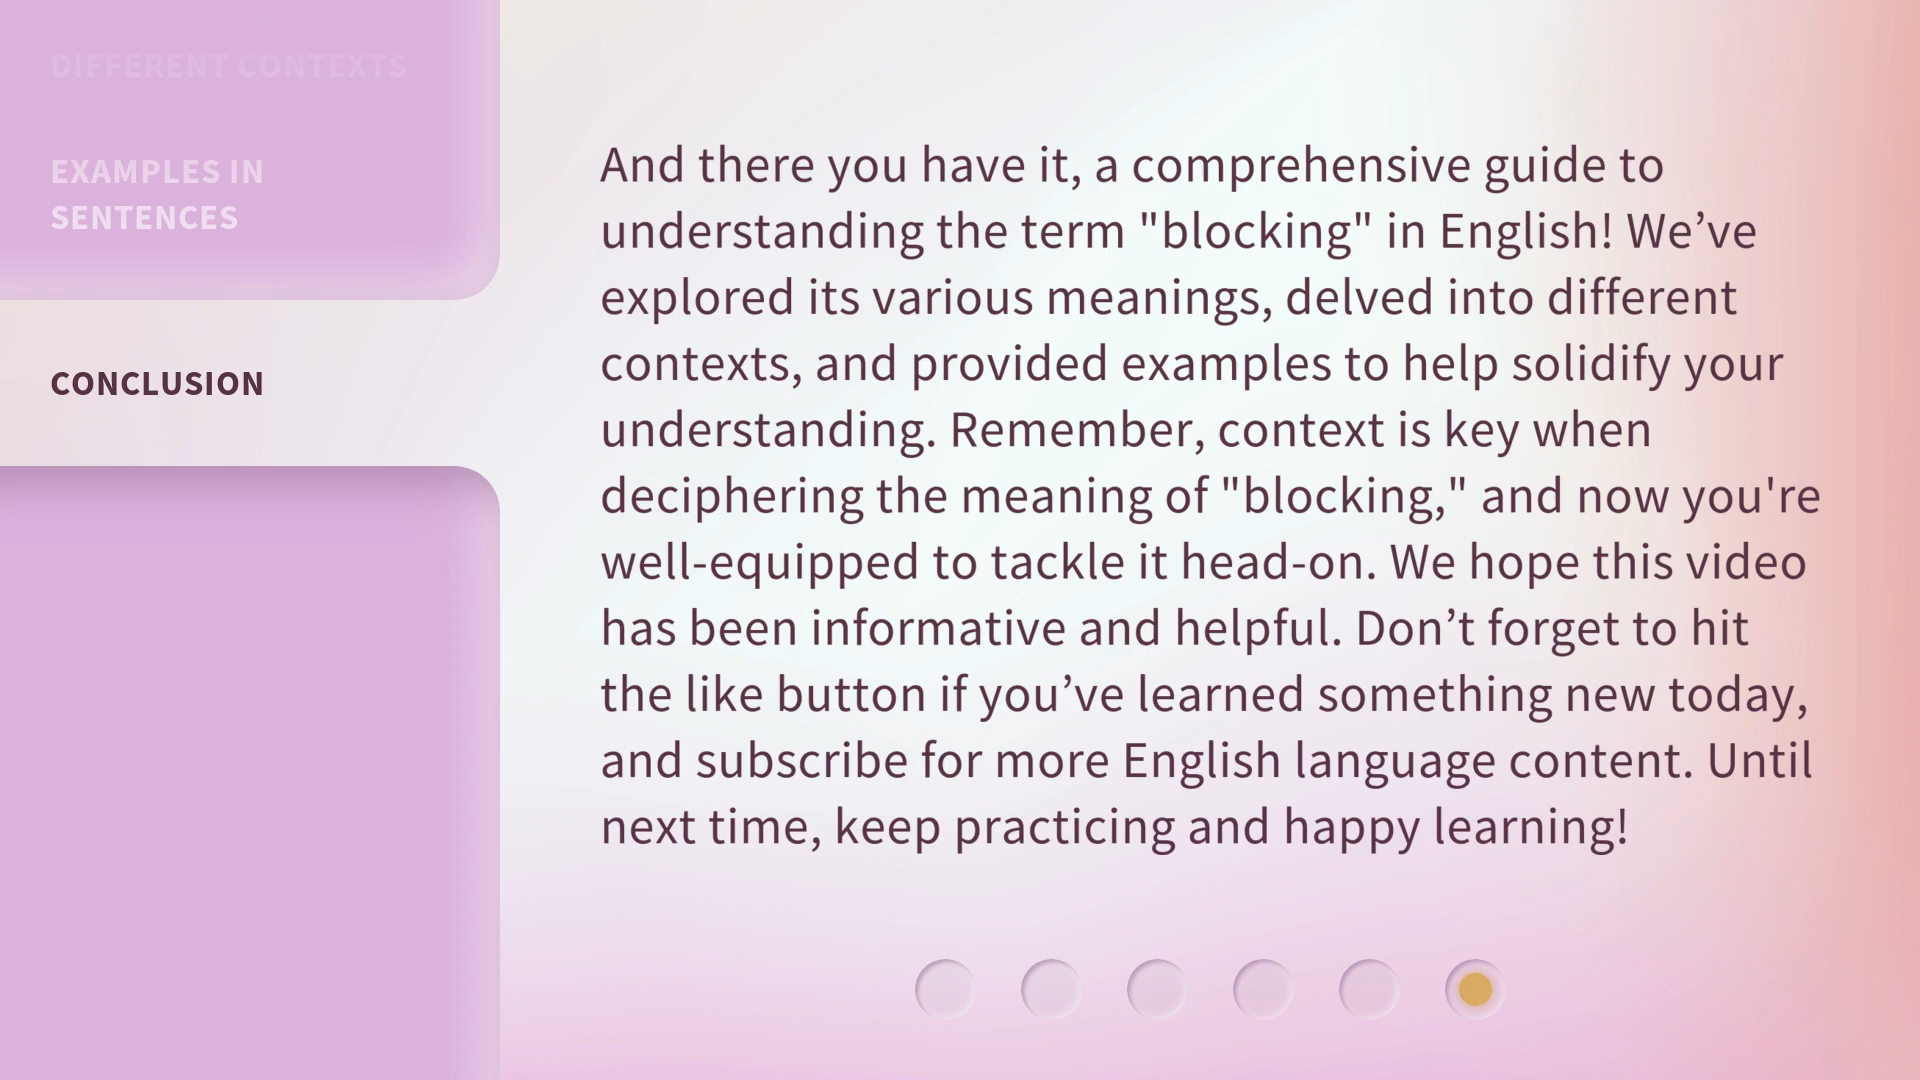 DIFFERENT CONTEXTS
EXAMPLES IN
SENTENCES
CONCLUSION
And there you have it, a comprehensive guide to
understanding the term "blocking" in English! We’ve
explored its various meanings, delved into different
contexts, and provided examples to help solidify your
understanding. Remember, context is key when
deciphering the meaning of "blocking," and now you're
well-equipped to tackle it head-on. We hope this video
has been informative and helpful. Don’t forget to hit
the like button if you’ve learned something new today,
and subscribe for more English language content. Until
next time, keep practicing and happy learning!